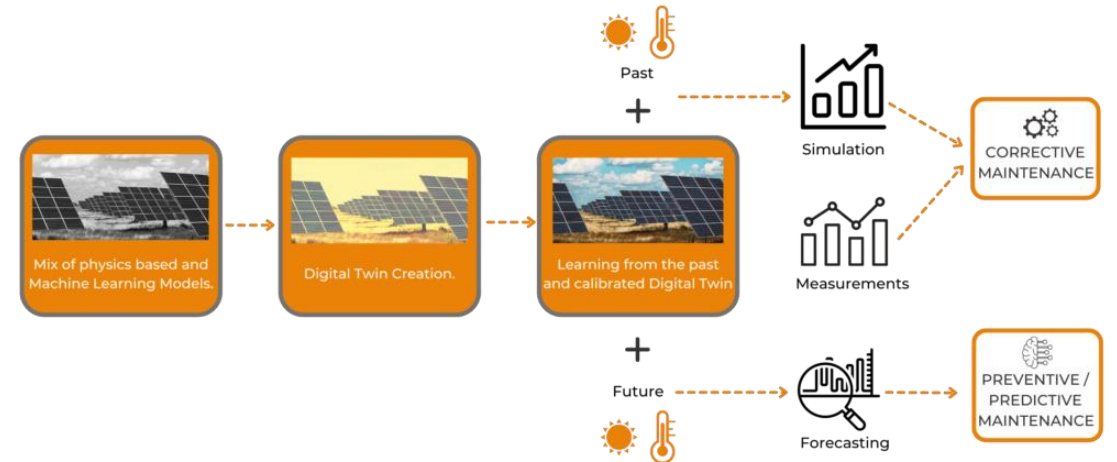 Past
+
Simulation
CORRECTIVE
MAINTENANCE
Mix of physics based and
Machine Learning Models.
Digital Twin Creation.
Learning from the past
and calibrated Digital Twin
Measurements
+
Future
Forecasting
PREVENTIVE /
PREDICTIVE
MAINTENANCE